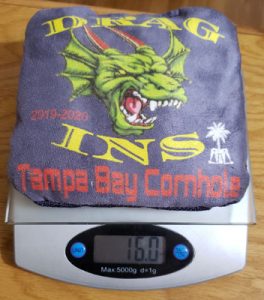 DRAG
2019-2020
INS
Tampa Bay Cornhole
16.0
Max 5000g d=1g